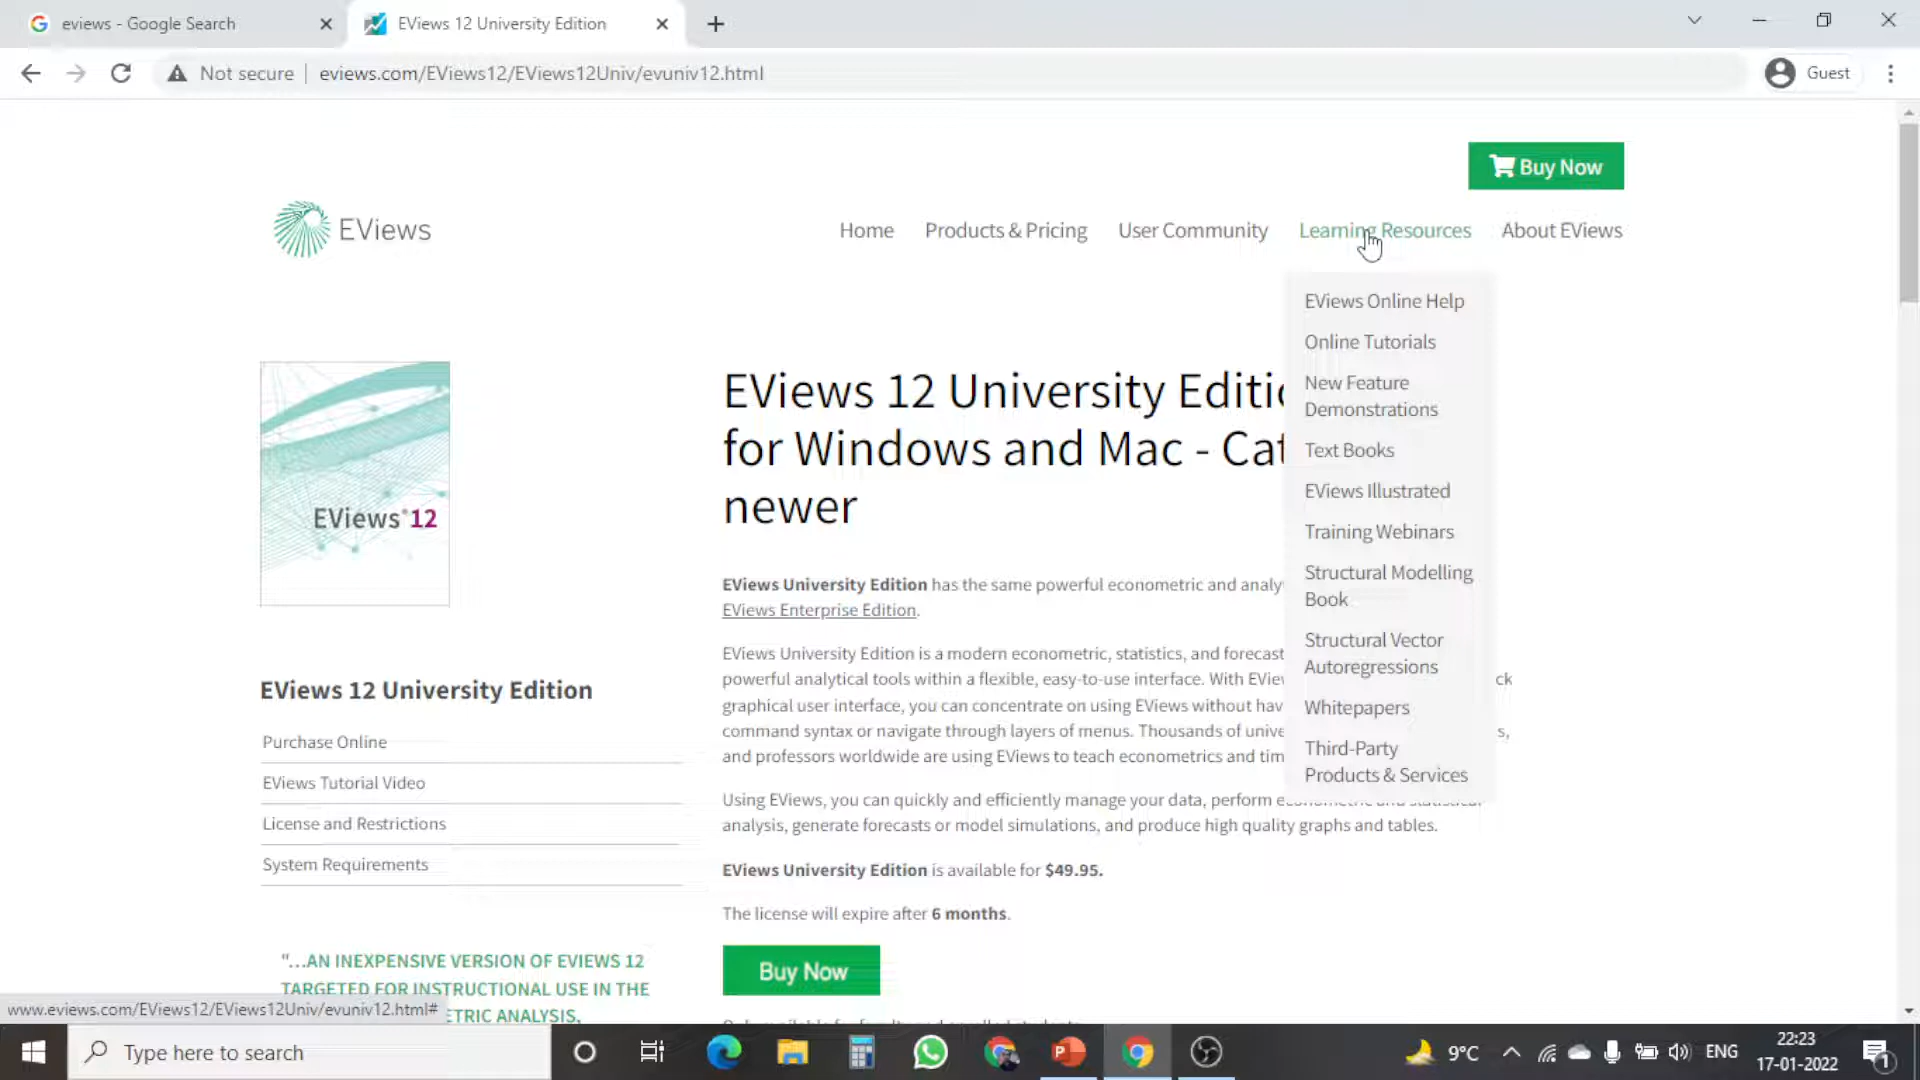 eviews - Google Search
EViews 12 University Edition
Not secure
eviews.com/EViews12/EViews12Univ/evuniv12.html
Guest
Buy Now
EViews
Home
Products & Pricing
User Community
Learning Resources
About EViews
EViews Online Help
Online Tutorials
New Feature
Demonstrations
Text Books
EViews Illustrated
Training Webinars
Structural Modelling
Book
Structural Vector
Autoregressions
Whitepapers
Third-Party
Products & Services
EViews 12
EViews 12 University Edition
Purchase Online
EViews Tutorial Video
License and Restrictions
System Requirements
"...AN INEXPENSIVE VERSION OF EVIEWS 12
TARGETED FOR INSTRUCTIONAL USE IN THE
TRIC ANALYSIS,
EViews 12 University Editi
for Windows and Mac - Cat
newer
EViews University Edition has the same powerful econometric and analy
EViews Enterprise Edition.
EViews University Edition is a modern econometric, statistics, and forecast
powerful analytical tools within a flexible, easy-to-use interface. With EView ck
graphical user interface, you can concentrate on using EViews without hav
command syntax or navigate through layers of menus. Thousands of unive s,
and professors worldwide are using EViews to teach econometrics and tim
Using EViews, you can quickly and efficiently manage your data, perform
analysis, generate forecasts or model simulations, and produce high quality graphs and tables.
EViews University Edition is available for $49.95.
The license will expire after 6 months.
Buy Now
www.eviews.com/EViews12/EViews12Univ/evuniv12.html#
Type here to search
9°C
ENG
22:23
17-01-2022
1